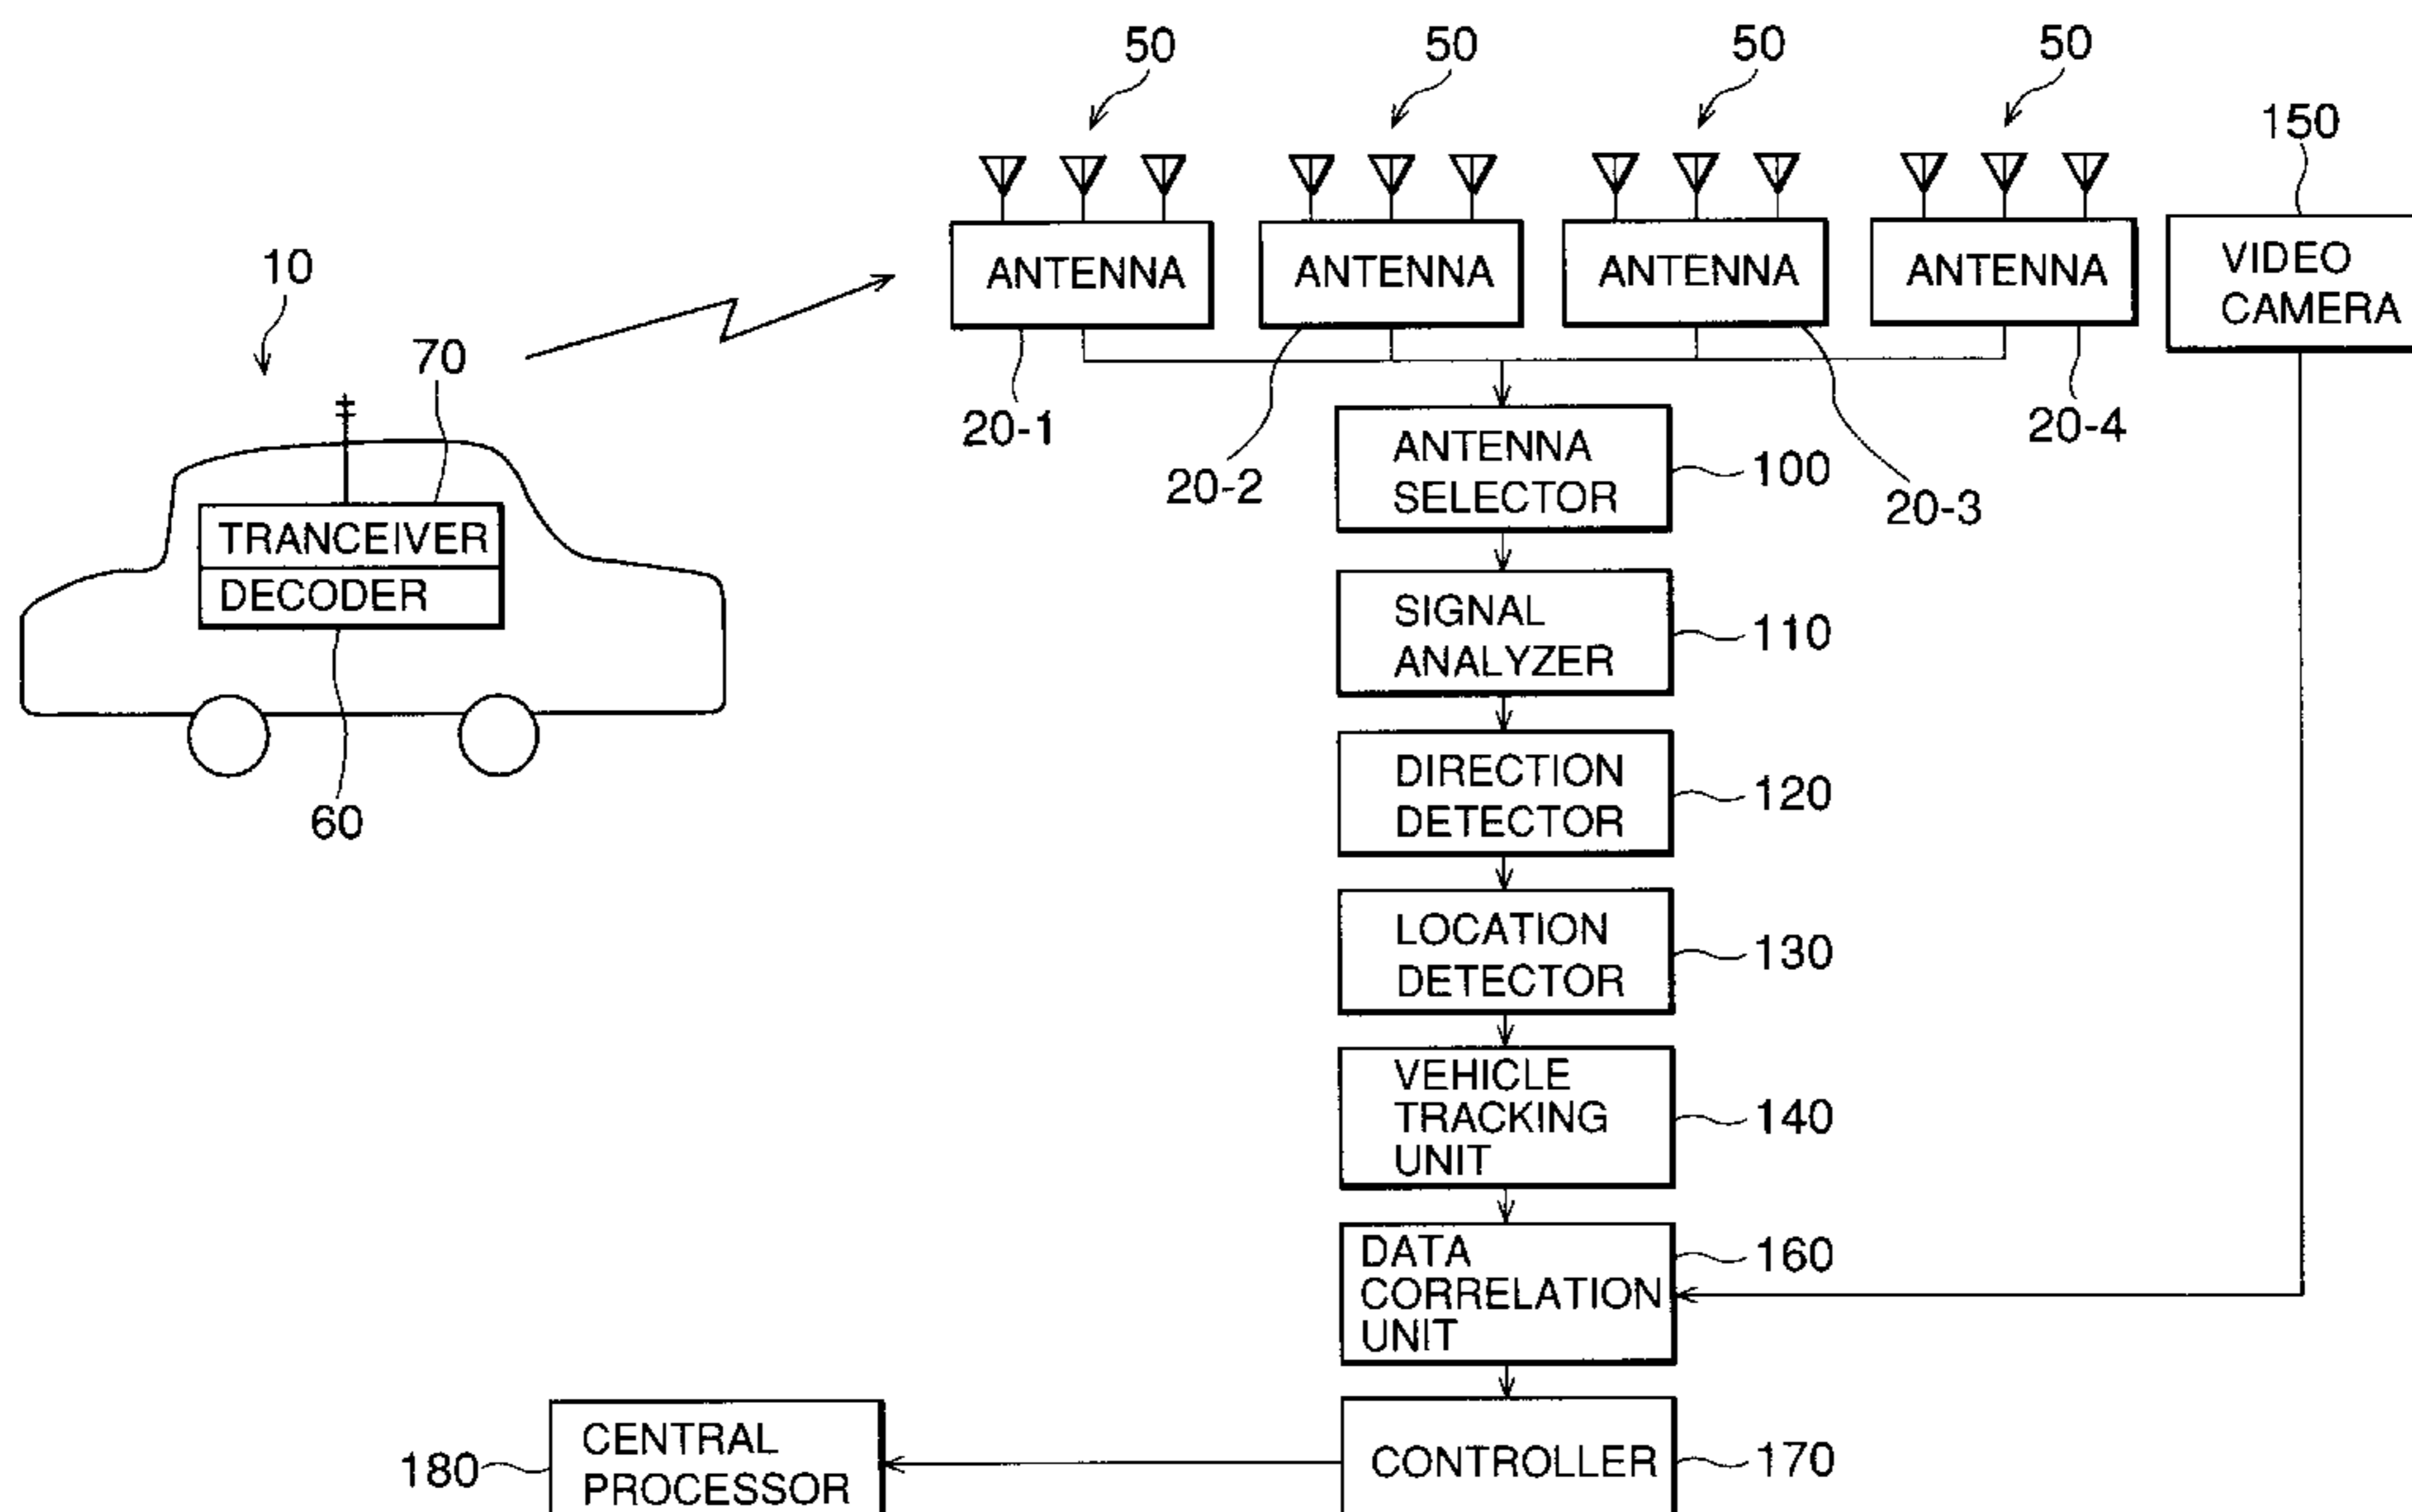 50
50
50
50
150
ANTENNA
ANTENNA
ANTENNA
ANTENNA
VIDEO
CAMERA
10
70
20-1
20-2
20-3
20-4
TRANCEIVER
DECODER
60
ANTENNA
SELECTOR
100
SIGNAL
ANALYZER
110
DIRECTION
DETECTOR
120
LOCATION
DETECTOR
130
VEHICLE
TRACKING
UNIT
140
DATA
CORRELATION
UNIT
160
CENTRAL
PROCESSOR
180
CONTROLLER
170